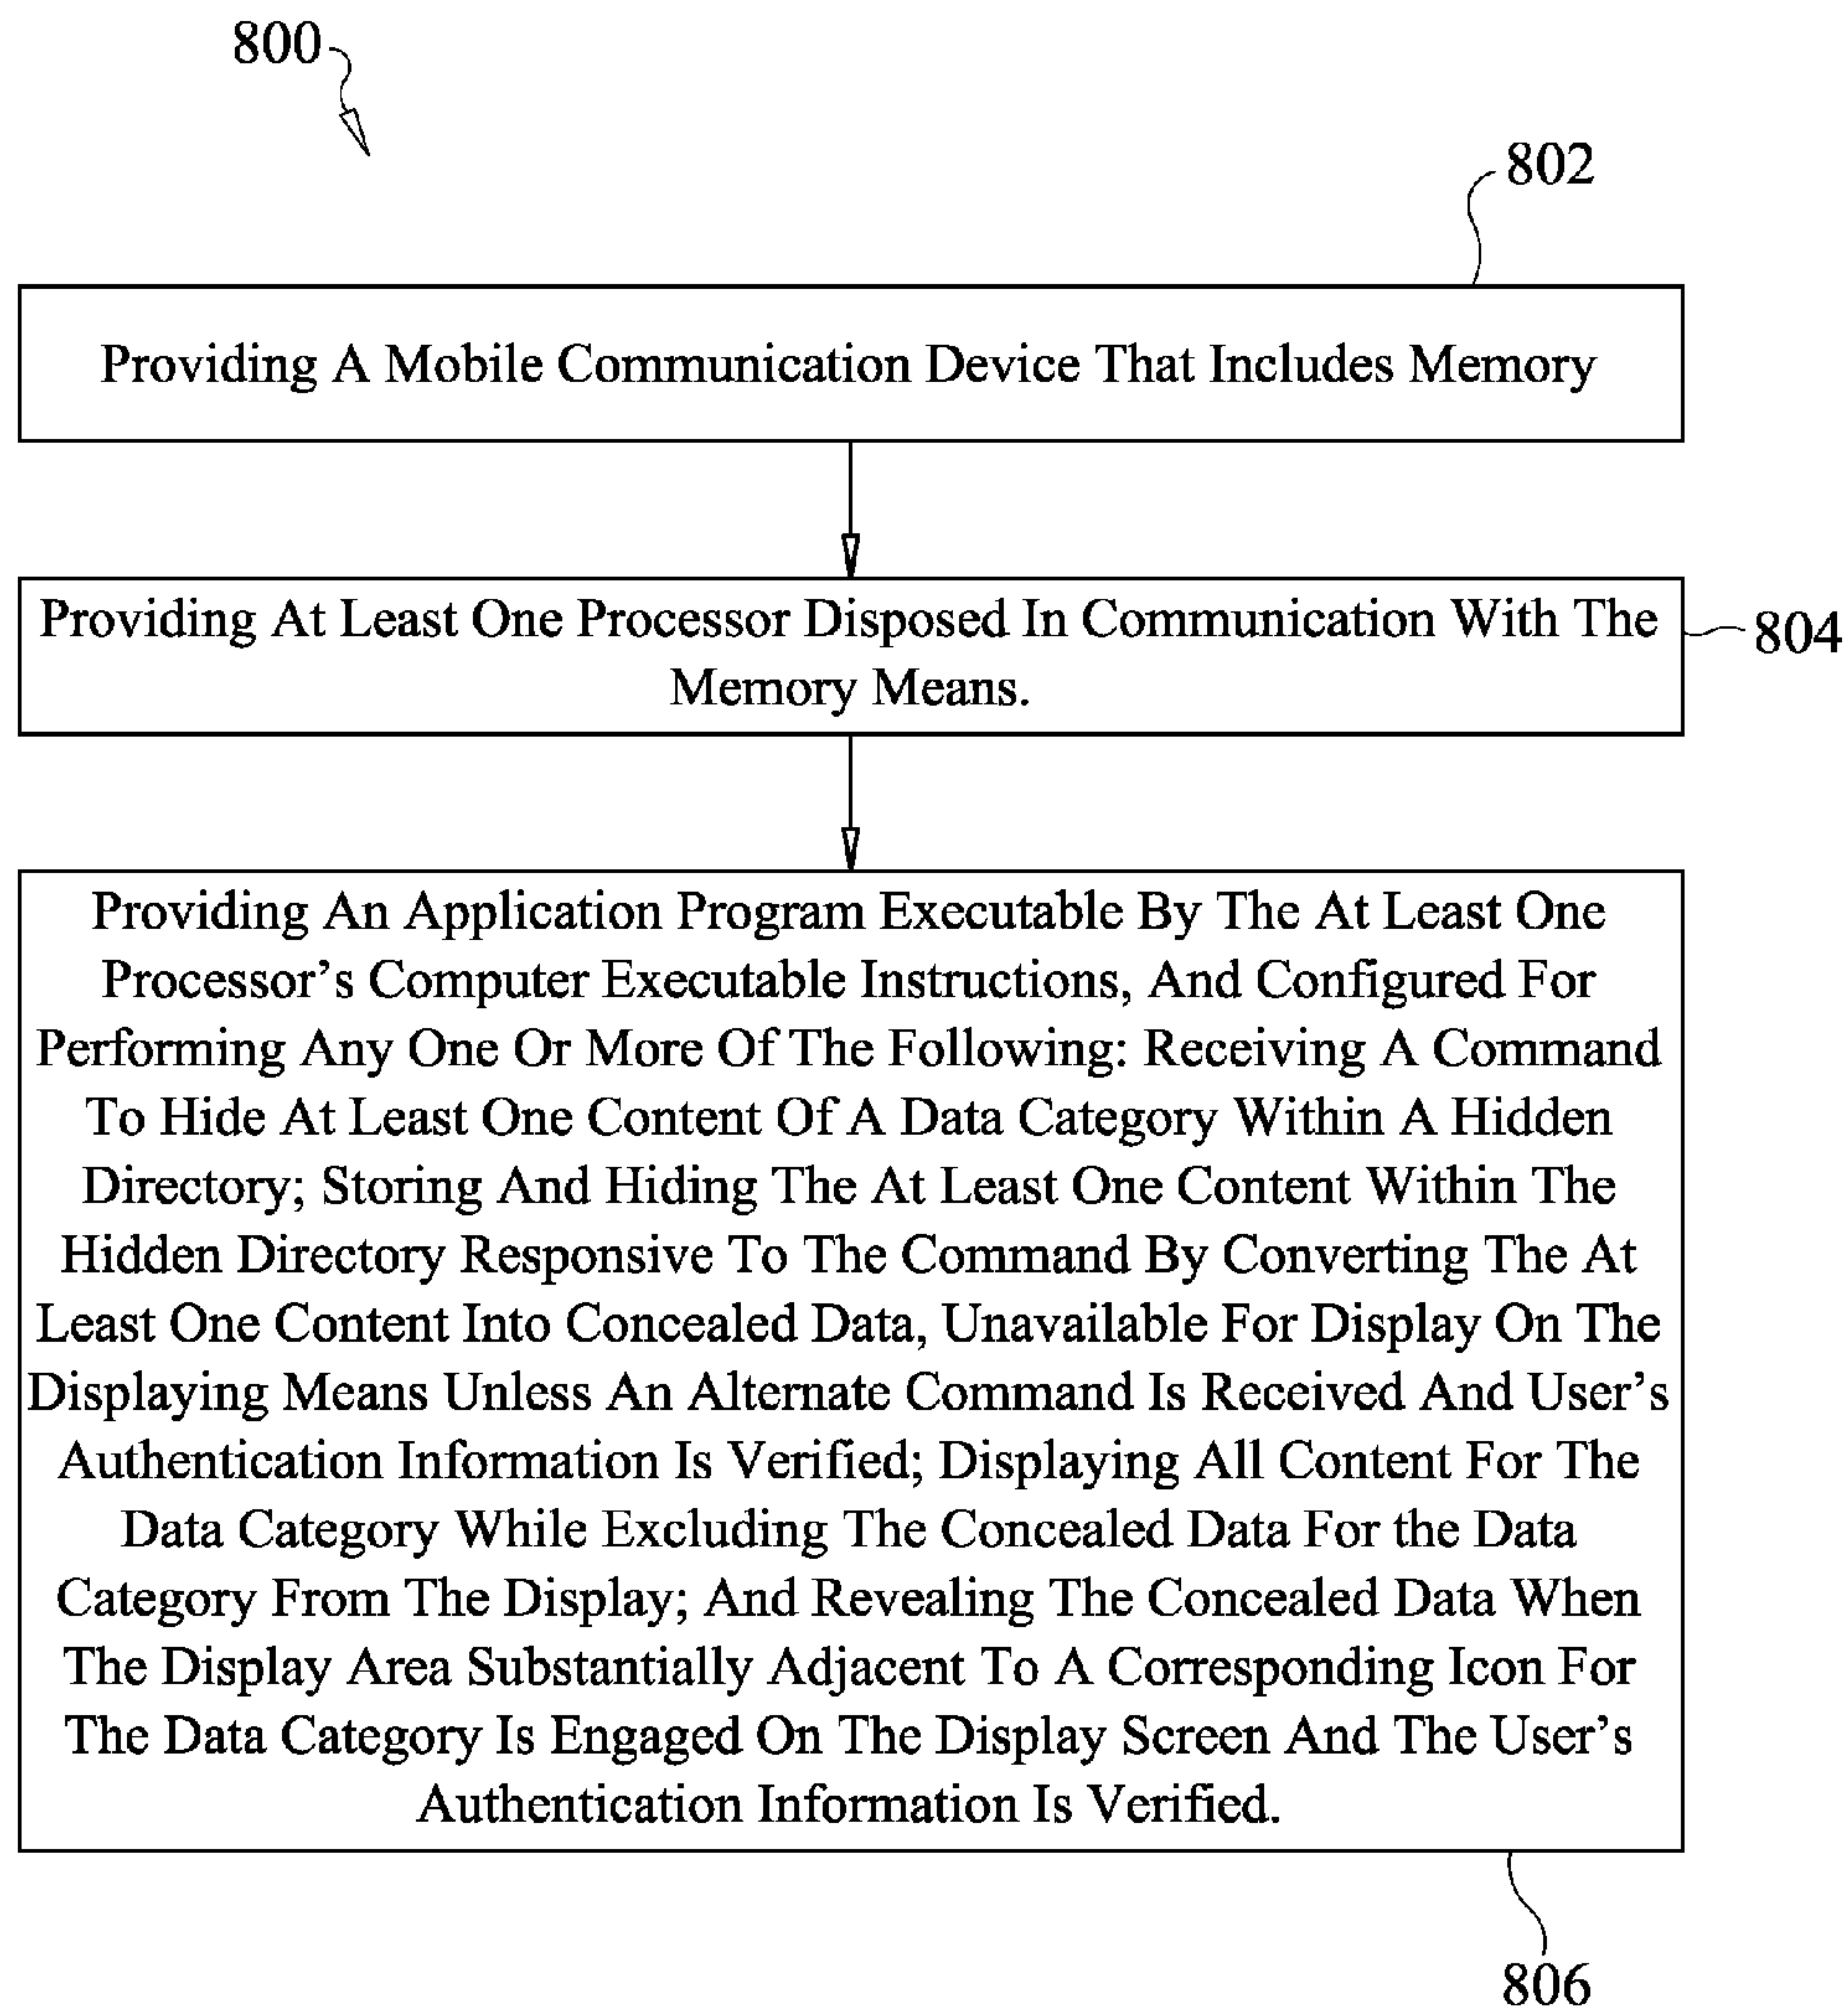 800
802
Providing A Mobile Communication Device That Includes Memory
Providing At Least One Processor Disposed In Communication With The
Memory Means.
804
Providing An Application Program Executable By The At Least One
Processor's Computer Executable Instructions, And Configured For
Performing Any One Or More Of The Following: Receiving A Command
To Hide At Least One Content Of A Data Category Within A Hidden
Directory; Storing And Hiding The At Least One Content Within The
Hidden Directory Responsive To The Command By Converting The At
Least One Content Into Concealed Data, Unavailable For Display On The
Displaying Means Unless An Alternate Command Is Received And User's
Authentication Information Is Verified; Displaying All Content For The
Data Category While Excluding The Concealed Data For the Data
Category From The Display; And Revealing The Concealed Data When
The Display Area Substantially Adjacent To A Corresponding Icon For
The Data Category Is Engaged On The Display Screen And The User's
Authentication Information Is Verified.
806